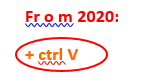 Fr o m 2020:
+ ctrl V